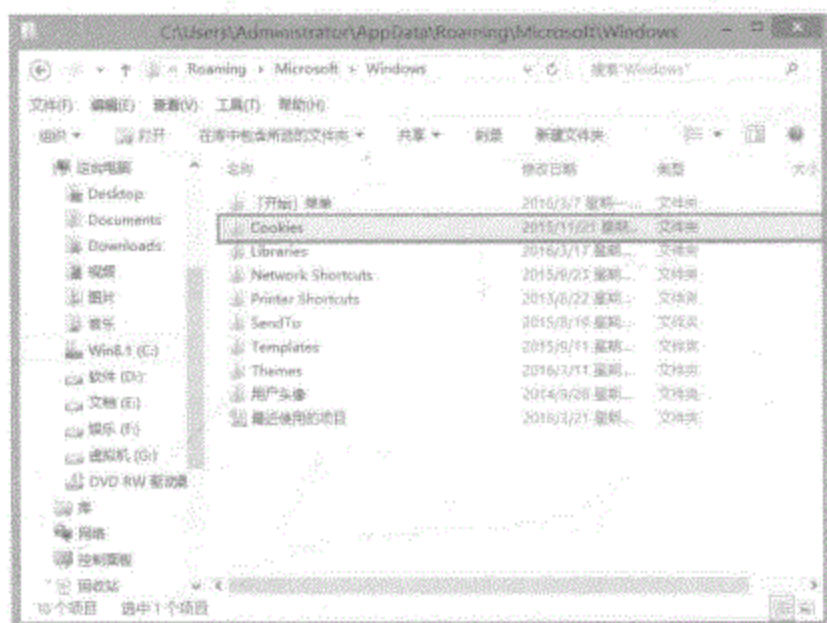 C:\Users\Administrator\AppData\Roaming\Microsoft\Windows
Roaming Microsoft Windows 搜索"Windows"
文件(F) 编辑(E) 查看(V) 工具(T) 帮助(H)
组织 打开 在库中包含所选的文件夹 共享 刻录 新建文件夹
这台电脑 名称 修改日期 类型 大小
Desktop 「开始」菜单 2016/3/7 星期一... 文件夹
Documents Cookies 2015/11/21 星期... 文件夹
Downloads Libraries 2016/3/17 星期... 文件夹
视频 Network Shortcuts 2015/9/23 星期... 文件夹
图片 Printer Shortcuts 2013/8/22 星期... 文件夹
音乐 SendTo 星期... 文件夹
Win8.1 (C:) Templates 2015/9/11 星期... 文件夹
软件 (D:) Themes 2016/3/11 星期... 文件夹
文档 (E:) 用户头像 星期... 文件夹
娱乐 (F:) 最近使用的项目 2016/3/21 星期... 文件夹
虚拟机 (G:)
DVD RW 驱动器
库
网络
控制面板
回收站
10 个项目 选中 1 个项目